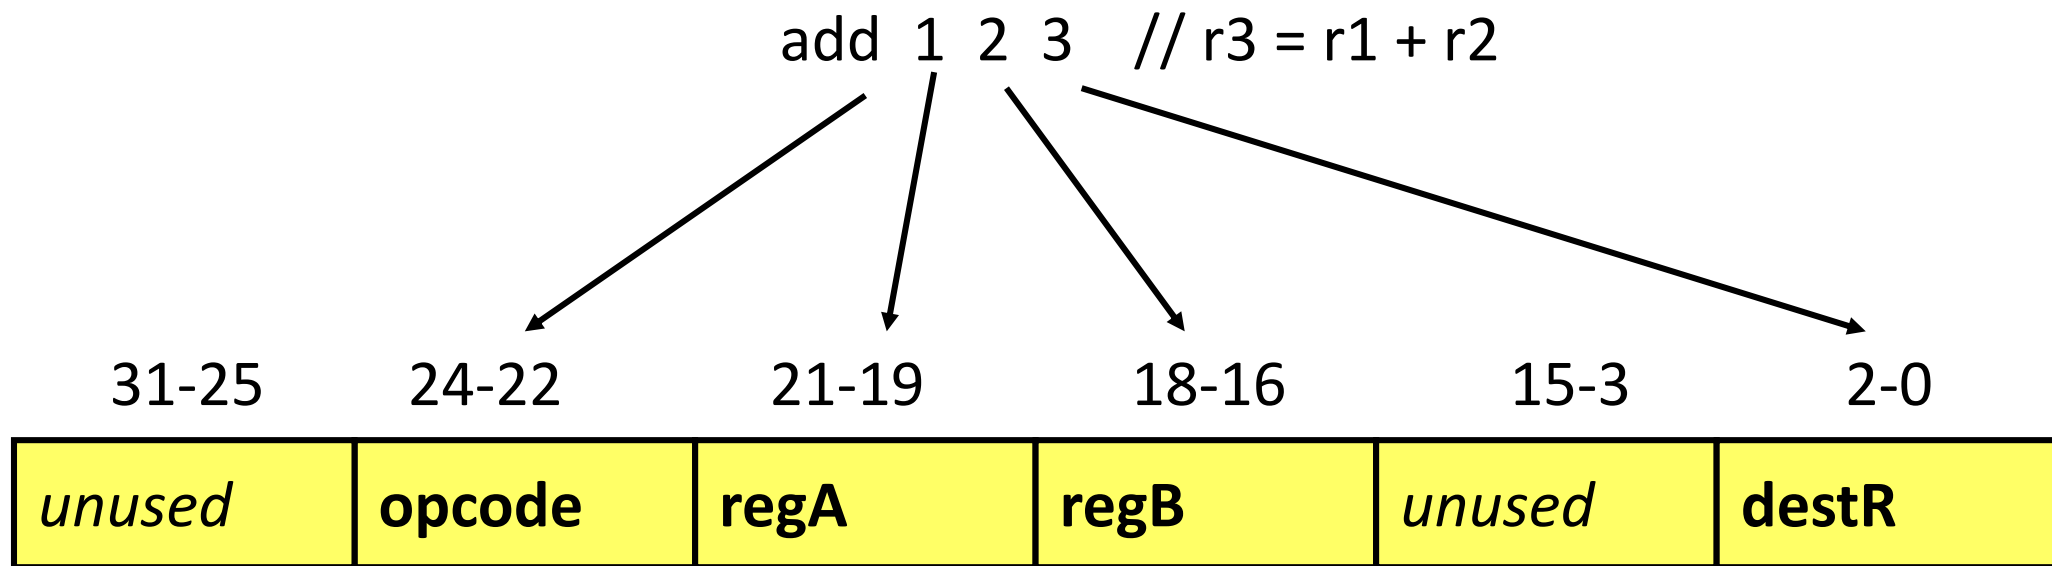 add 1 2 3 // r3 = r1 + r2
31-25 24-22 21-19 18-16 15-3 2-0
unused opcode regA regB unused destR